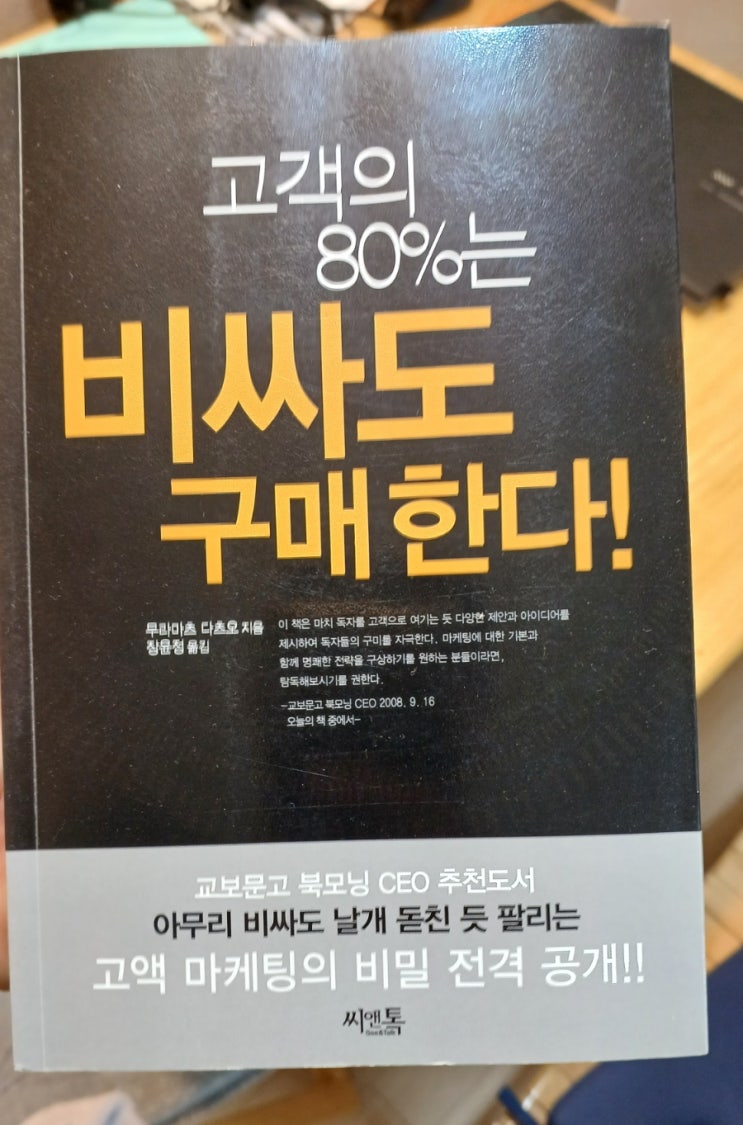 고객의
80%는
비싸도
구매한다!
무라마츠 다츠오 지음
장윤정 옮김
이 책은 마치 독자를 고객으로 여기는 듯 다양한 제안과 아이디어를
제시하여 독자들의 구미를 자극한다. 마케팅에 대한 기본과
함께 명쾌한 전략을 구상하기를 원하는 분들이라면,
탐독해보시기를 권한다.
-교보문고 북모닝 CEO 2008. 9. 16
오늘의 책 중에서-
교보문고 북모닝 CEO 추천도서
아무리 비싸도 날개 돋친 듯 팔리는
고액 마케팅의 비밀 전격 공개!!
씨앤톡
See&Talk